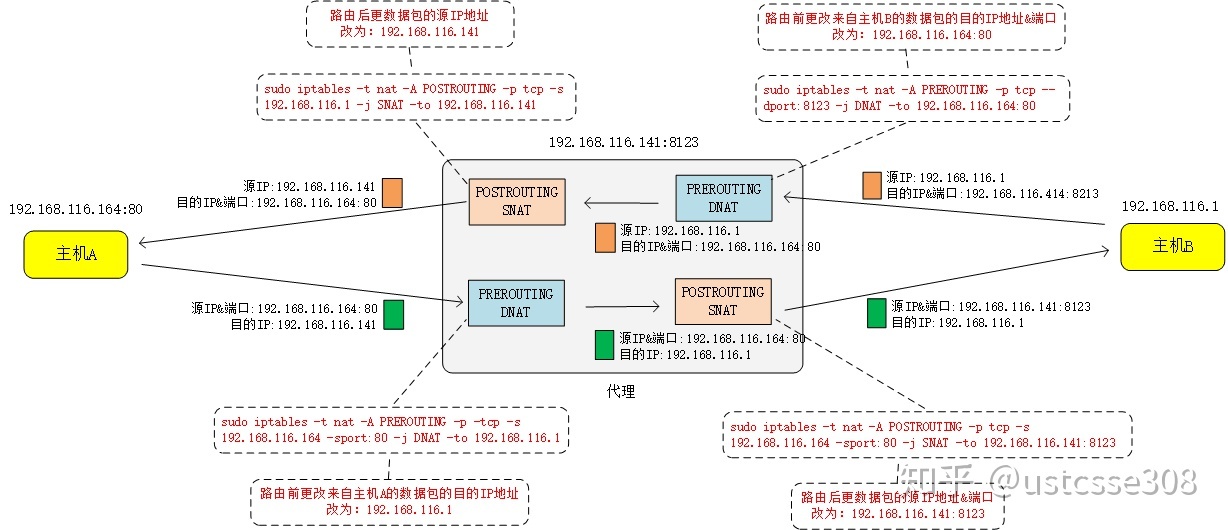 路由后更数据包的源IP地址
改为: 192.168.116.141
路由前更改来自主机B的数据包的目的IP地址&端口
改为: 192.168.116.164:80
sudo iptables -t nat -A POSTROUTING -p tcp -s
192.168.116.1 -j SNAT -to 192.168.116.141
sudo iptables -t nat -A PREROUTING -p tcp --
dport:8123 -j DNAT -to 192.168.116.164:80
192.168.116.141:8123
源IP:192.168.116.141
目的IP&端口:192.168.116.164:80
POSTROUTING
SNAT
PREROUTING
DNAT
源IP:192.168.116.1
目的IP&端口:192.168.116.414:8213
192.168.116.164:80
主机A
源IP:192.168.116.1
目的IP&端口:192.168.116.164:80
192.168.116.1
主机B
源IP&端口:192.168.116.164:80
目的IP:192.168.116.141
PREROUTING
DNAT
POSTROUTING
SNAT
源IP&端口:192.168.116.141:8123
目的IP:192.168.116.1
源IP&端口:192.168.116.164:80
目的IP:192.168.116.1
代理
sudo iptables -t nat -A PREROUTING -p -tcp -s
192.168.116.164 -sport:80 -j DNAT -to 192.168.116.1
sudo iptables -t nat -A POSTROUTING -p tcp -s
192.168.116.164 -sport:80 -j SNAT -to 192.168.116.141:8123
路由前更改来自主机A的数据包的目的IP地址
改为: 192.168.116.1
路由后更数据包的源IP地址&端口
改为: 192.168.116.141:8123
知乎 @ustcsse308